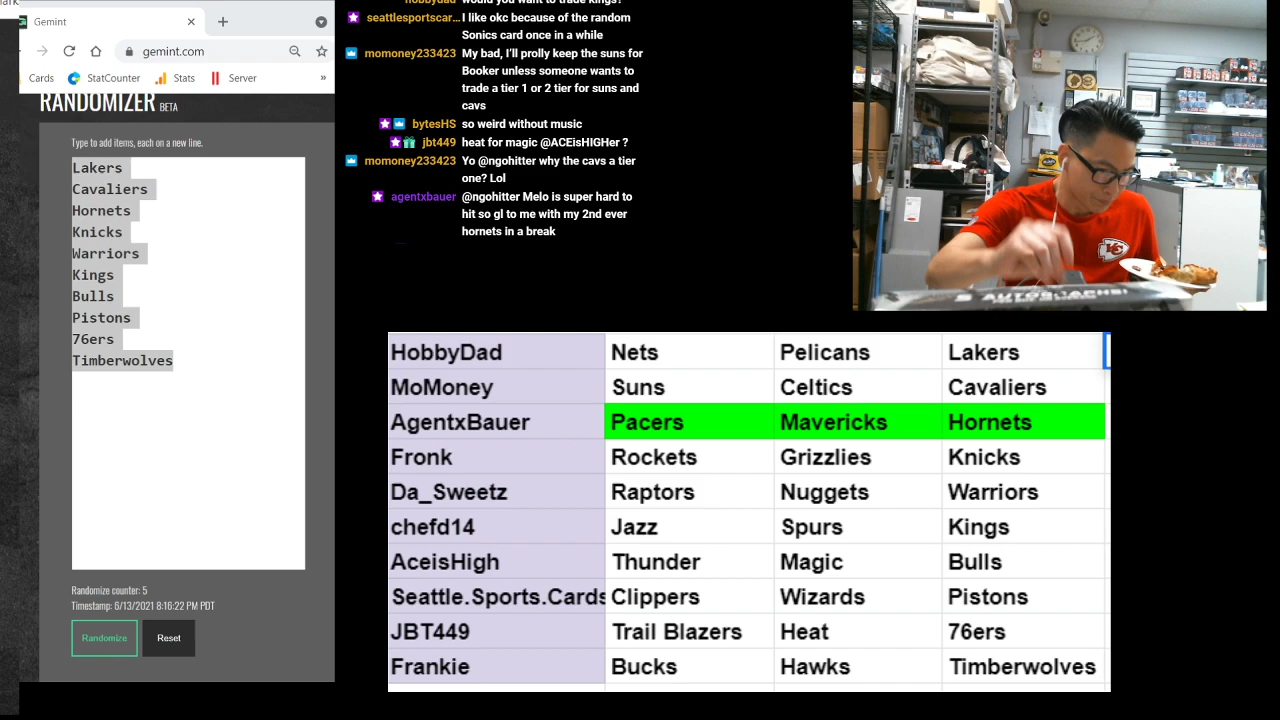 Gemint
gemint.com
Cards StatCounter Stats Server »
RANDOMIZER BETA
Type to add items, each on a new line.
Lakers
Cavaliers
Hornets
Knicks
Warriors
Kings
Bulls
Pistons
76ers
Timberwolves
Randomize counter: 5
Timestamp: 6/13/2021 8:16:22 PM PDT
Randomize Reset
seattlesportscar... I like okc because of the random
Sonics card once in a while
momoney233423 My bad, I'll prolly keep the suns for
Booker unless someone wants to
trade a tier 1 or 2 tier for suns and
cavs
bytesHS so weird without music
jbt449 heat for magic @ACEisHIGHer ?
momoney233423 Yo @ngohitter why the cavs a tier
one? Lol
agentxbauer @ngohitter Melo is super hard to
hit so gl to me with my 2nd ever
hornets in a break
HobbyDad Nets Pelicans Lakers
MoMoney Suns Celtics Cavaliers
AgentxBauer Pacers Mavericks Hornets
Fronk Rockets Grizzlies Knicks
Da_Sweetz Raptors Nuggets Warriors
chefd14 Jazz Spurs Kings
AceisHigh Thunder Magic Bulls
Seattle.Sports.Cards Clippers Wizards Pistons
JBT449 Trail Blazers Heat 76ers
Frankie Bucks Hawks Timberwolves